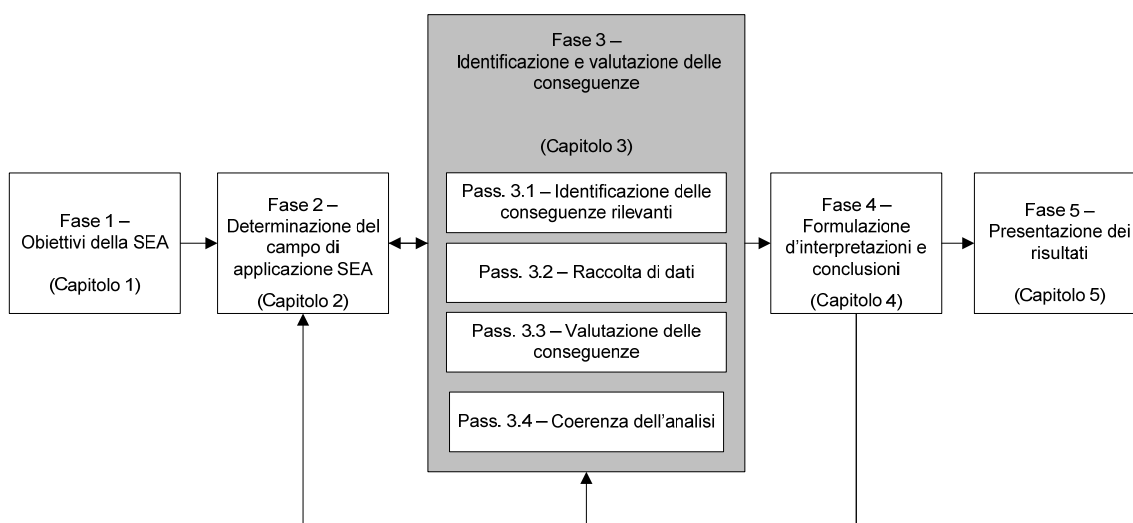 Fase 1 –
Obiettivi della SEA
(Capitolo 1)
Fase 2 –
Determinazione del
campo di
applicazione SEA
(Capitolo 2)
Fase 3 –
Identificazione e valutazione delle
conseguenze
(Capitolo 3)
Pass. 3.1 – Identificazione delle
conseguenze rilevanti
Pass. 3.2 – Raccolta di dati
Pass. 3.3 – Valutazione delle
conseguenze
Pass. 3.4 – Coerenza dell’analisi
Fase 4 –
Formulazione
d’interpretazioni e
conclusioni
(Capitolo 4)
Fase 5 –
Presentazione dei
risultati
(Capitolo 5)